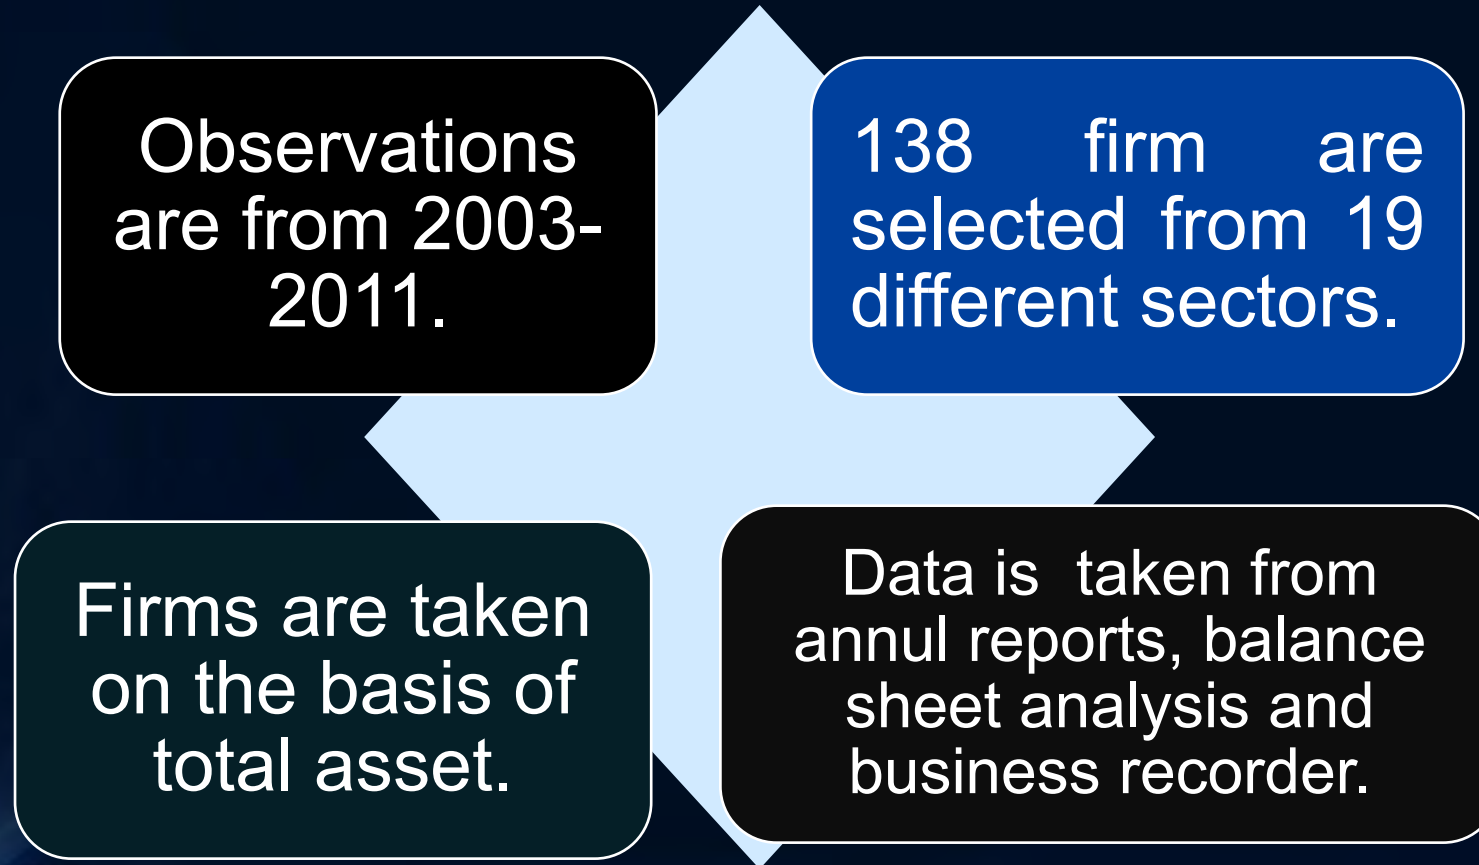 Observations
are from 2003-
2011.
138 firm are
selected from 19
different sectors.
Firms are taken
on the basis of
total asset.
Data is taken from
annul reports, balance
sheet analysis and
business recorder.